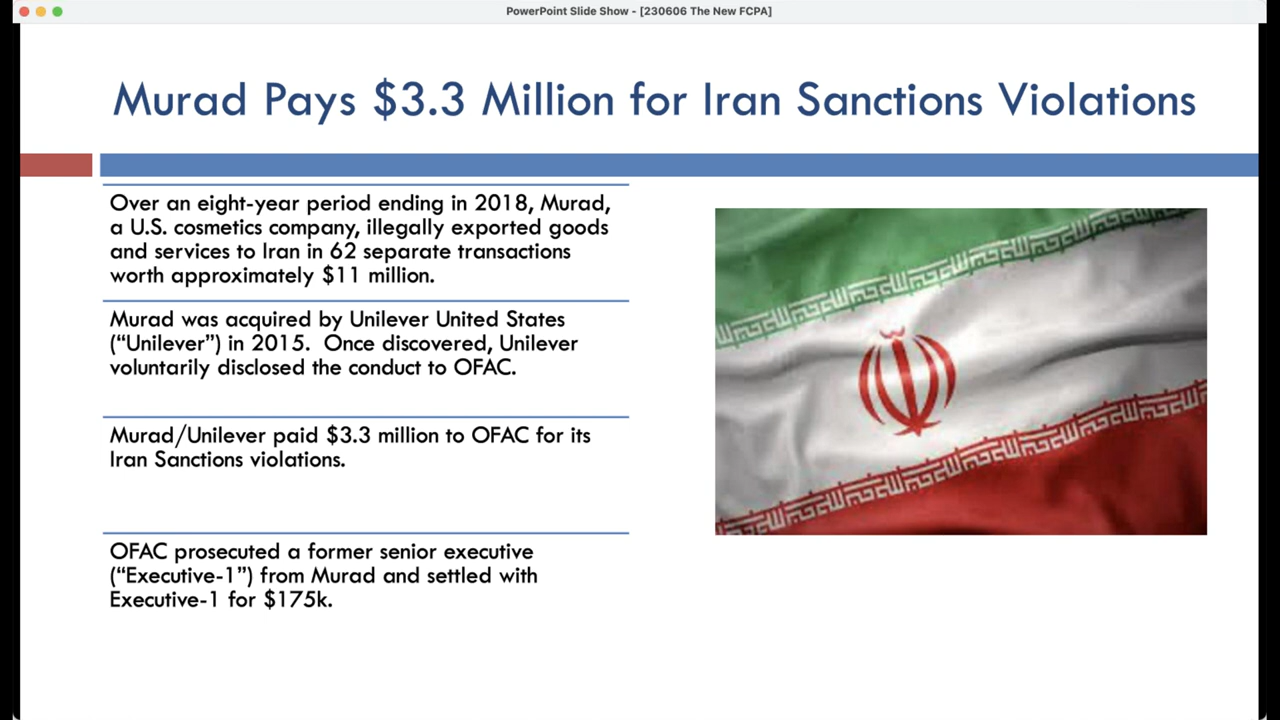 PowerPoint Slide Show - [230606 The New FCPA]
Murad Pays $3.3 Million for Iran Sanctions Violations
Over an eight-year period ending in 2018, Murad,
a U.S. cosmetics company, illegally exported goods
and services to Iran in 62 separate transactions
worth approximately $11 million.
Murad was acquired by Unilever United States
(“Unilever”) in 2015.  Once discovered, Unilever
voluntarily disclosed the conduct to OFAC.
Murad/Unilever paid $3.3 million to OFAC for its
Iran Sanctions violations.
OFAC prosecuted a former senior executive
(“Executive-1”) from Murad and settled with
Executive-1 for $175k.